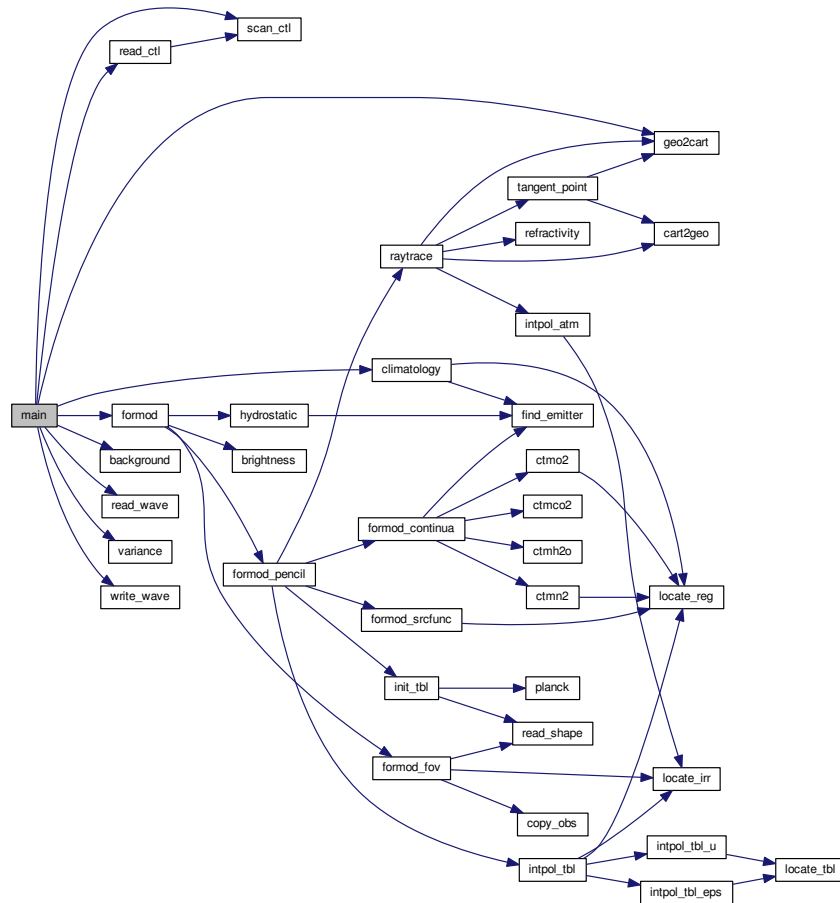 scan_ctl
read_ctl
geo2cart
tangent_point
refractivity
cart2geo
raytrace
intpol_atm
climatology
main
formod
hydrostatic
find_emitter
background
brightness
ctmo2
read_wave
ctmco2
formod_continua
variance
ctmh2o
formod_pencil
write_wave
ctmn2
locate_reg
formod_srcfunc
init_tbl
planck
read_shape
formod_fov
locate_irr
copy_obs
intpol_tbl_u
intpol_tbl
locate_tbl
intpol_tbl_eps